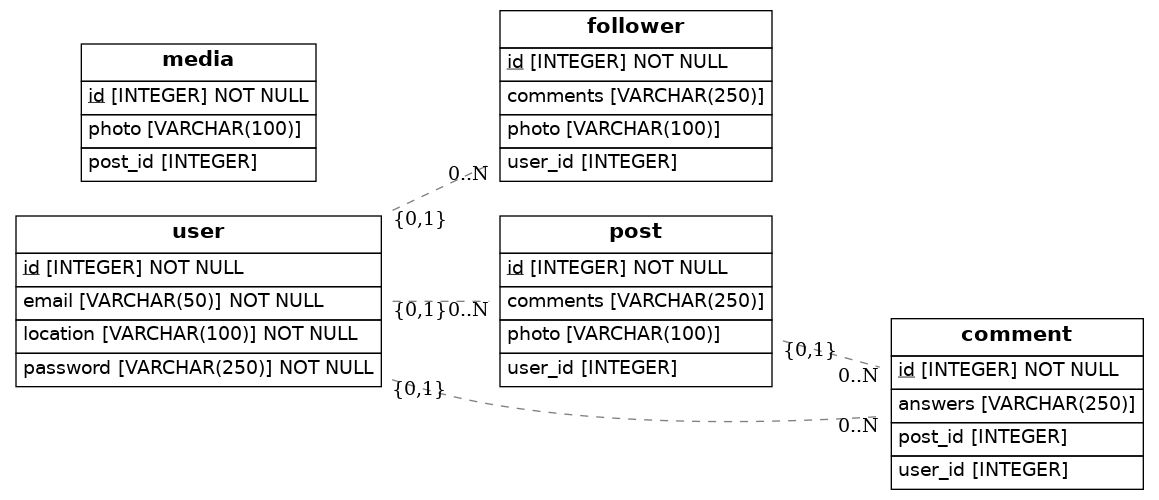 media
id [INTEGER] NOT NULL
photo [VARCHAR(100)]
post_id [INTEGER]
follower
id [INTEGER] NOT NULL
comments [VARCHAR(250)]
photo [VARCHAR(100)]
user_id [INTEGER]
0..N
{0,1}
user
id [INTEGER] NOT NULL
email [VARCHAR(50)] NOT NULL
location [VARCHAR(100)] NOT NULL
password [VARCHAR(250)] NOT NULL
{0,1}
0..N
post
id [INTEGER] NOT NULL
comments [VARCHAR(250)]
photo [VARCHAR(100)]
user_id [INTEGER]
{0,1}
0..N
{0,1}
0..N
comment
id [INTEGER] NOT NULL
answers [VARCHAR(250)]
post_id [INTEGER]
user_id [INTEGER]